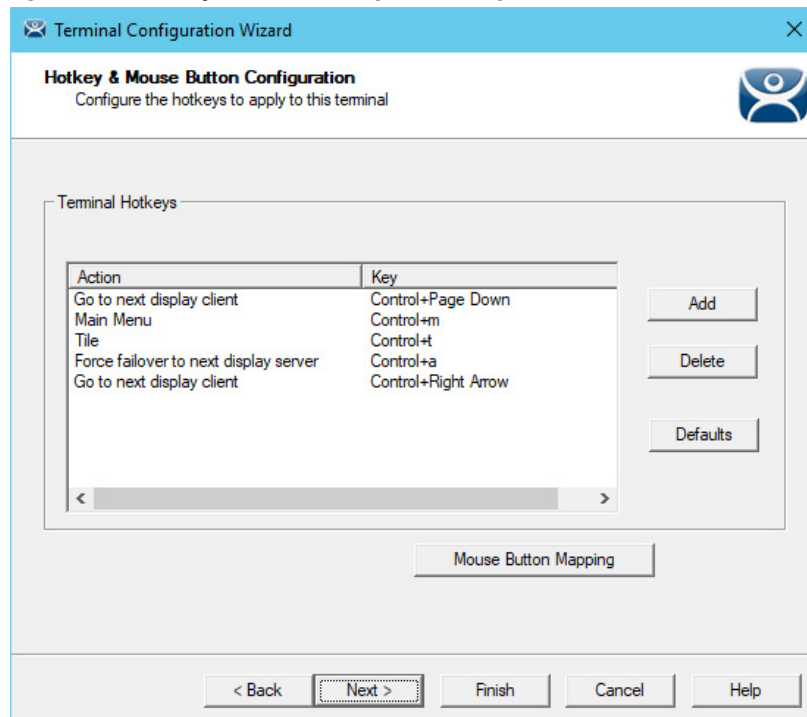 Terminal Configuration Wizard
Hotkey & Mouse Button Configuration
Configure the hotkeys to apply to this terminal
Terminal Hotkeys
Action Key
Go to next display client Control+Page Down
Main Menu Control+m
Tile Control+t
Force failover to next display server Control+a
Go to next display client Control+Right Arrow
Add
Delete
Defaults
Mouse Button Mapping
< Back Next > Finish Cancel Help